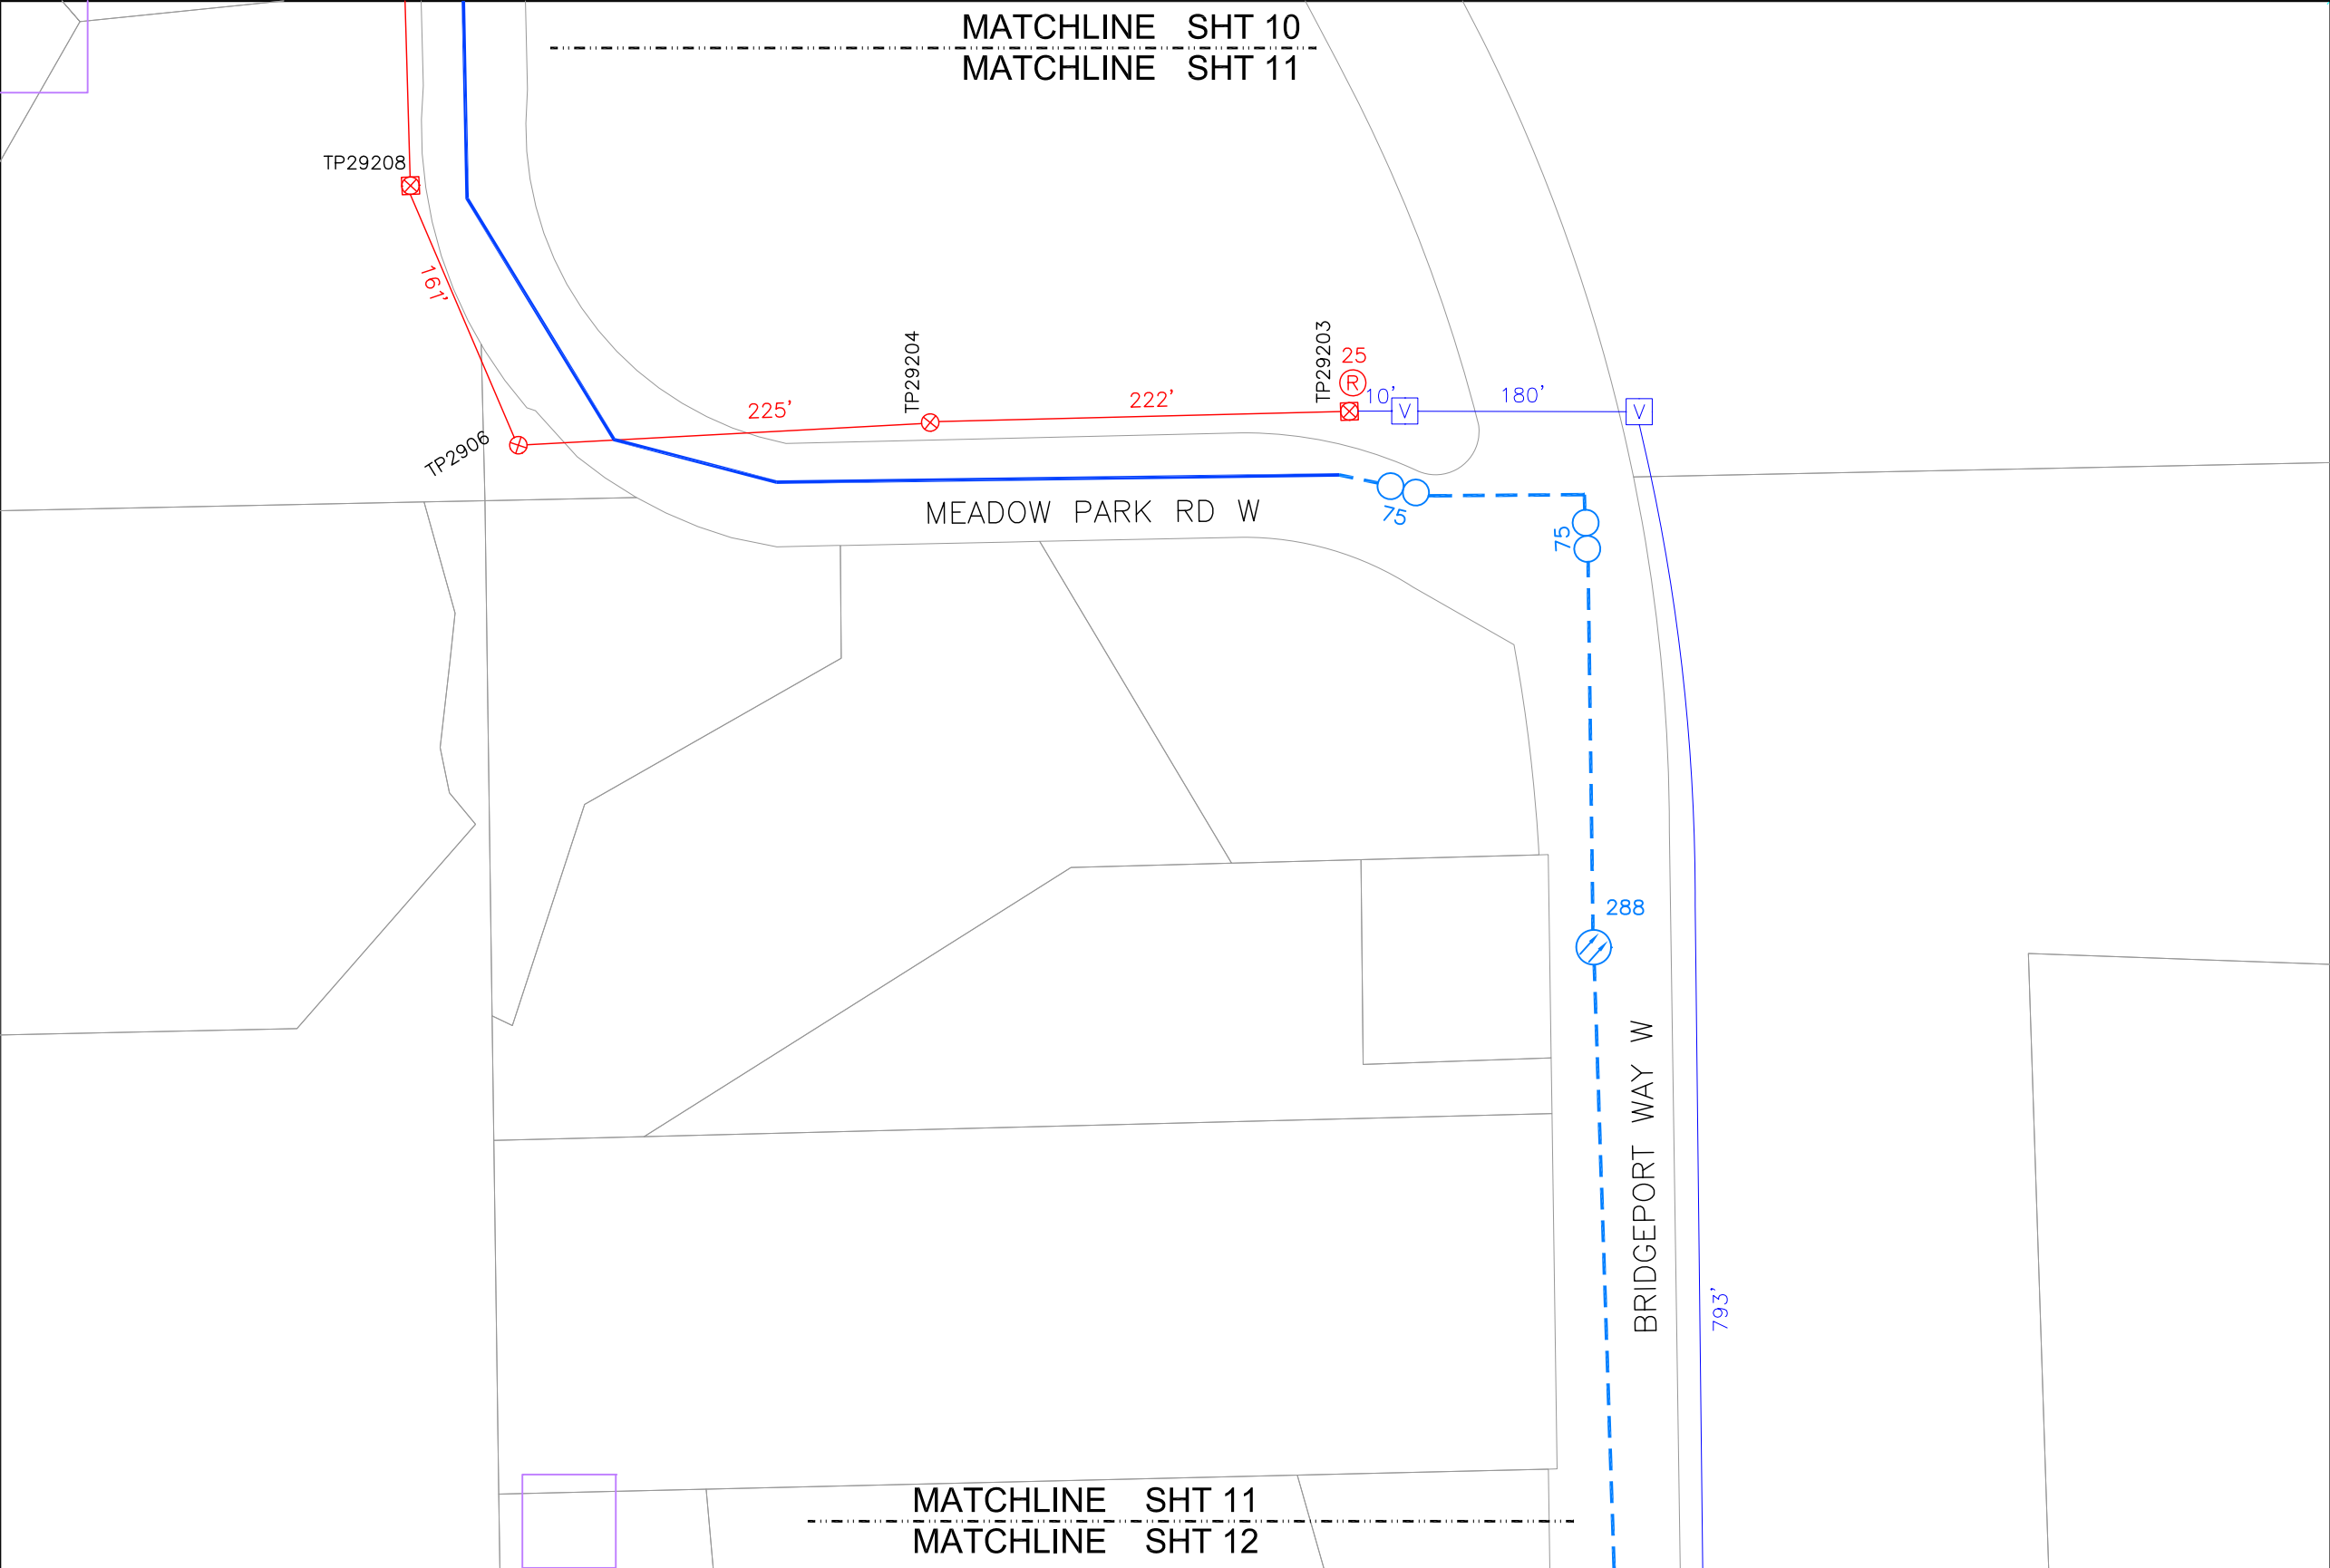 MATCHLINE SHT 10
MATCHLINE SHT 11
TP29208
161'
TP2906
225'
TP29204
222'
TP29203
25
R
10'
V
180'
V
MEADOW PARK RD W
75
75
288
BRIDGEPORT WAY W
793'
MATCHLINE SHT 11
MATCHLINE SHT 12